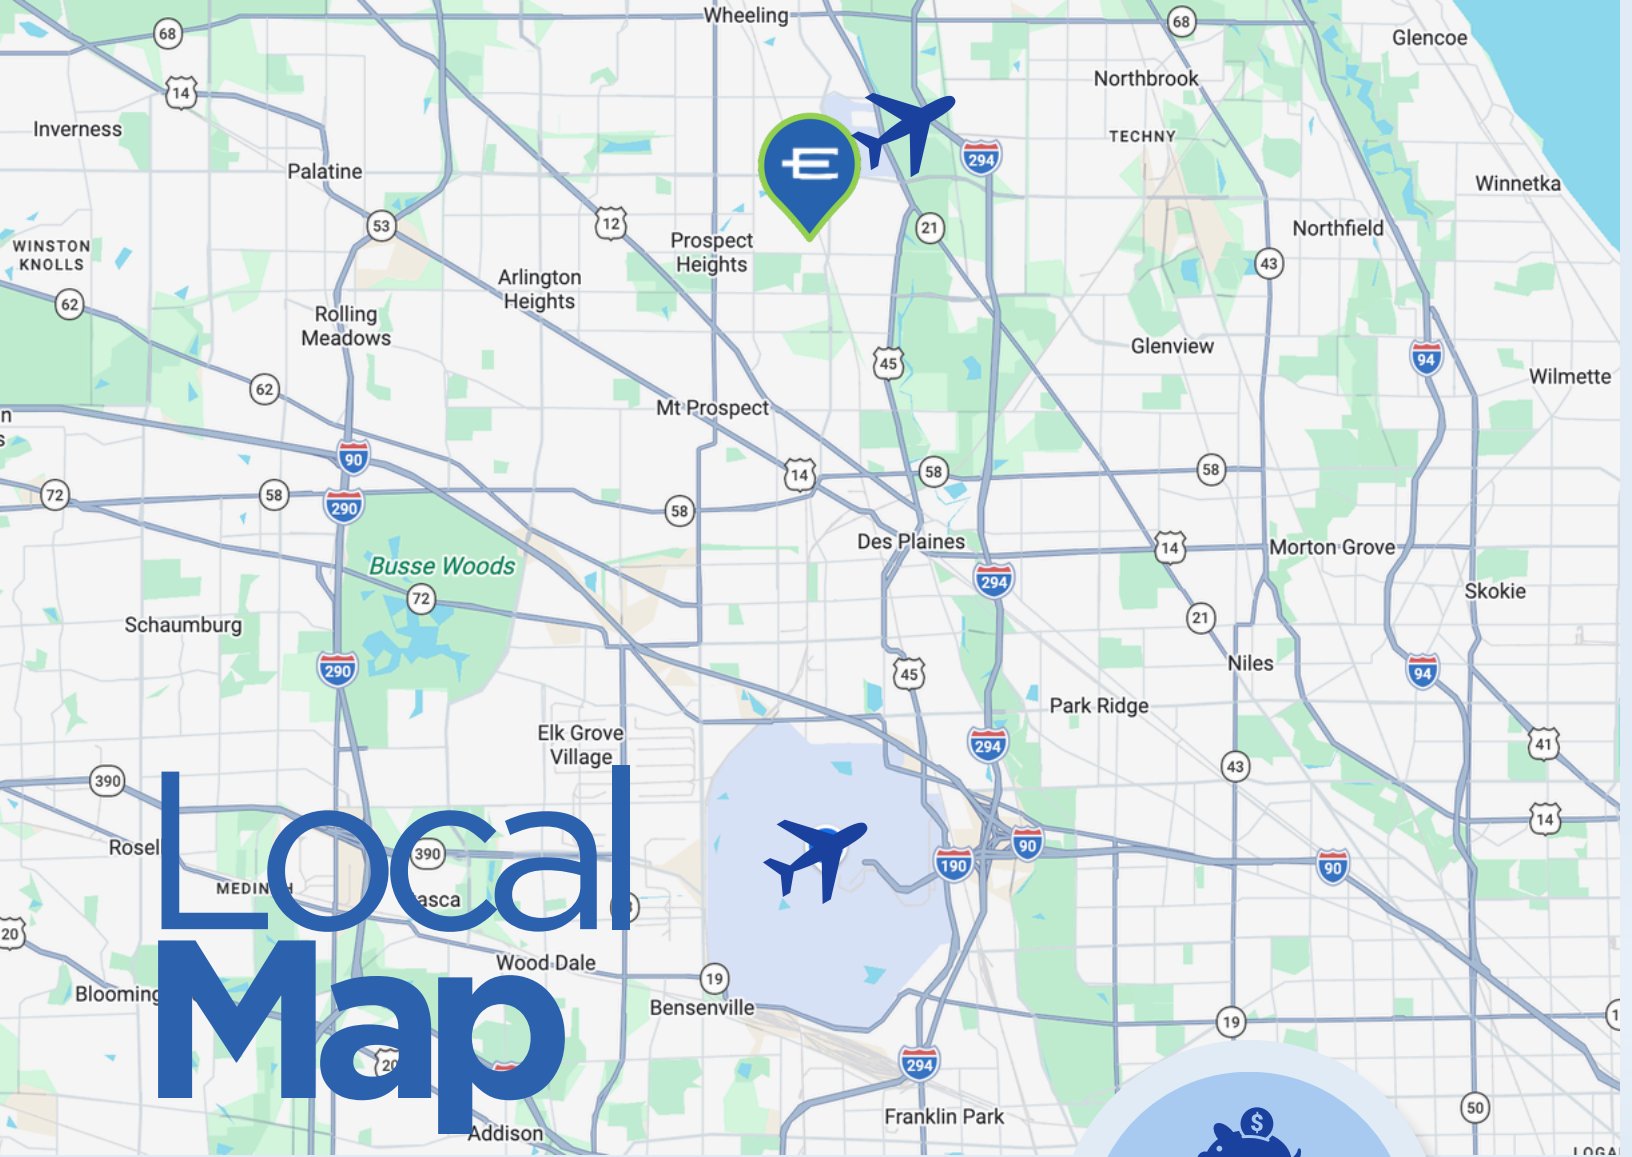 Wheeling
68
Glencoe
68
Northbrook
14
Inverness
TECHNY
294
Palatine
Winnetka
53
12
21
Northfield
WINSTON
KNOLLS
Prospect
Heights
43
Arlington
Heights
62
Rolling
Meadows
Glenview
94
45
Wilmette
62
Mt Prospect
90
14
58
58
72
58
290
58
Des Plaines
14
Morton Grove
Busse Woods
294
72
Skokie
Schaumburg
21
Niles
290
45
94
Park Ridge
Elk Grove
Village
294
41
43
390
14
90
390
190
90
Local
Map
20
Wood Dale
19
Bensenville
19
20
294
50
Franklin Park
Addison
$